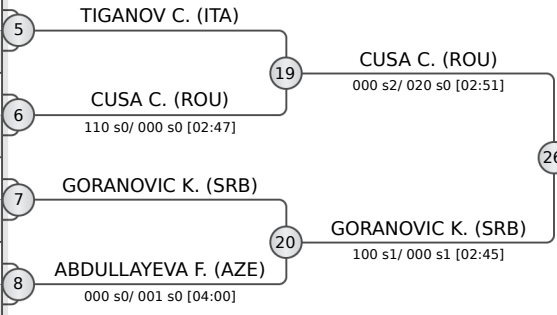 TIGANOV C. (ITA)
5
CUSA C. (ROU)
19
000 s2/ 020 s0 [02:51]
CUSA C. (ROU)
6
110 s0/ 000 s0 [02:47]
26
GORANOVIC K. (SRB)
7
GORANOVIC K. (SRB)
20
100 s1/ 000 s1 [02:45]
ABDULLAYEVA F. (AZE)
8
000 s0/ 001 s0 [04:00]